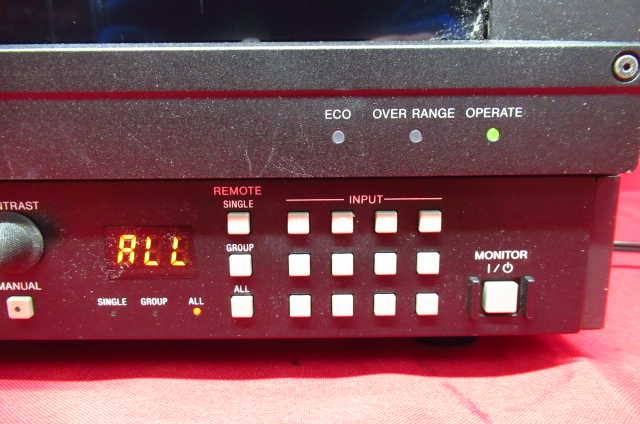 ECO OVER RANGE OPERATE
REMOTE
SINGLE
INPUT
NTRAST
ALL
GROUP
MONITOR
I/⏻
MANUAL
SINGLE GROUP ALL
ALL